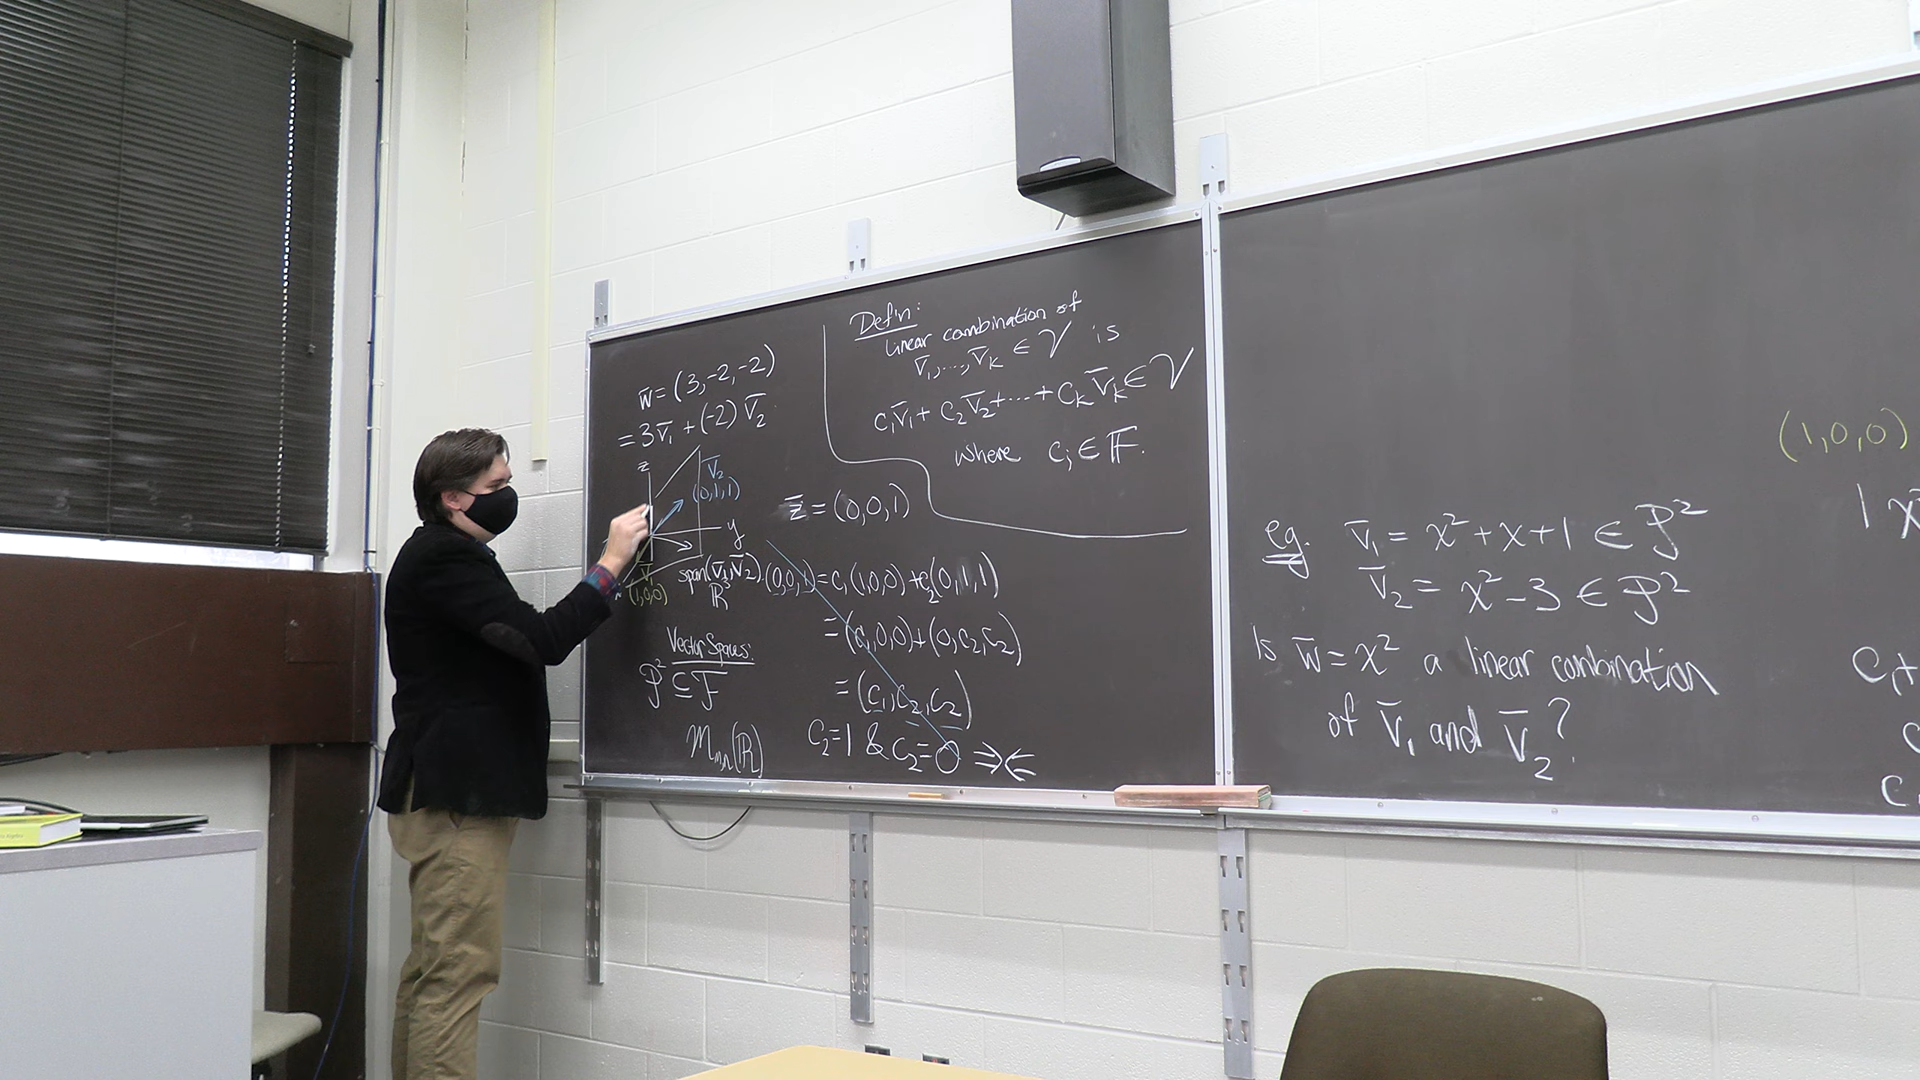 w̄ = (3,-2,-2)
= 3v̄₁ + (-2) v̄₂
z
v̄₂
(0,1,1)
y
v̄₁
(1,0,0)
span(v̄₁,v̄₂)
ℝ³
Vector Spaces:
𝒫² ⊆ ℱ
M_{m,n}(ℝ)
Defin:
linear combination of
v̄₁,...,v̄ₖ ∈ 𝒱 is
c₁v̄₁ + c₂v̄₂ + ... + cₖv̄ₖ ∈ 𝒱
where cᵢ ∈ 𝔽.
z̄ = (0,0,1)
(0,0,1) = c₁(1,0,0) + c₂(0,1,1)
= (c₁,0,0) + (0,c₂,c₂)
= (c₁,c₂,c₂)
c₂=1 & c₂=0 ⇒⇐
eg. v̄₁ = x² + x + 1 ∈ 𝒫²
v̄₂ = x² - 3 ∈ 𝒫²
Is w̄ = x² a linear combination
of v̄₁ and v̄₂?
(1,0,0)